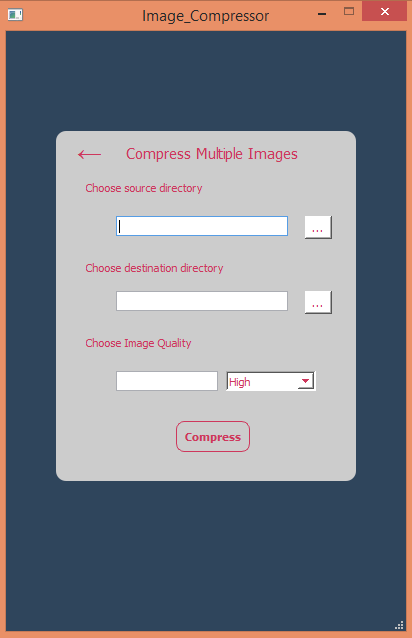 Image_Compressor
← Compress Multiple Images
Choose source directory
...
Choose destination directory
...
Choose Image Quality
High
Compress